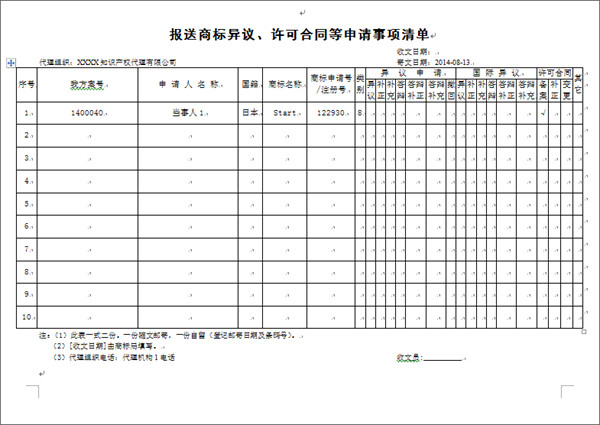 报送商标异议、许可合同等申请事项清单
收文日期：
代理组织：XXXX知识产权代理有限公司 寄文日期：2014-08-13
序号 我方案号 申请人名称 国籍 商标名称 商标申请号/注册号 类别 异议申请 国际异议 许可合同 其它
异议 补正 补充 答辩 答辩补正 答辩补充 撤回 异议 补正 补充 答辩 答辩补正 答辩补充 备案 补正 变更
1. 1400040 当事人1 日本 Start 122930 8 √
2.
3.
4.
5.
6.
7.
8.
9.
10.
注：（1）此表一式二份。一份随文邮寄，一份自留（登记邮寄日期及条码号）。
（2）[收文日期]由商标局填写。
（3）代理组织电话：代理机构1电话 收文员: